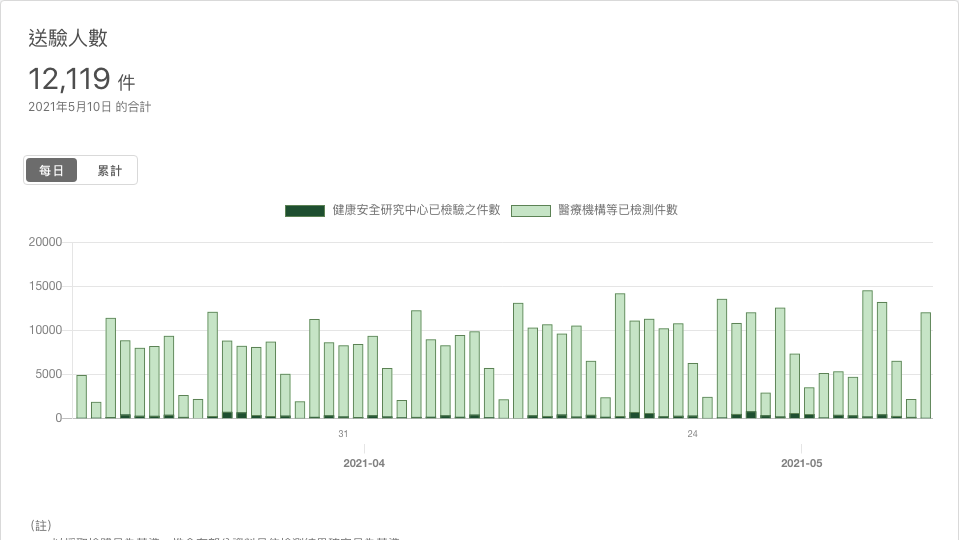 送驗人數
12,119 件
2021年5月10日 的合計
每日 累計
健康安全研究中心已檢驗之件數 醫療機構等已檢測件數
20000
15000
10000
5000
0
31 24
2021-04 2021-05
(註)